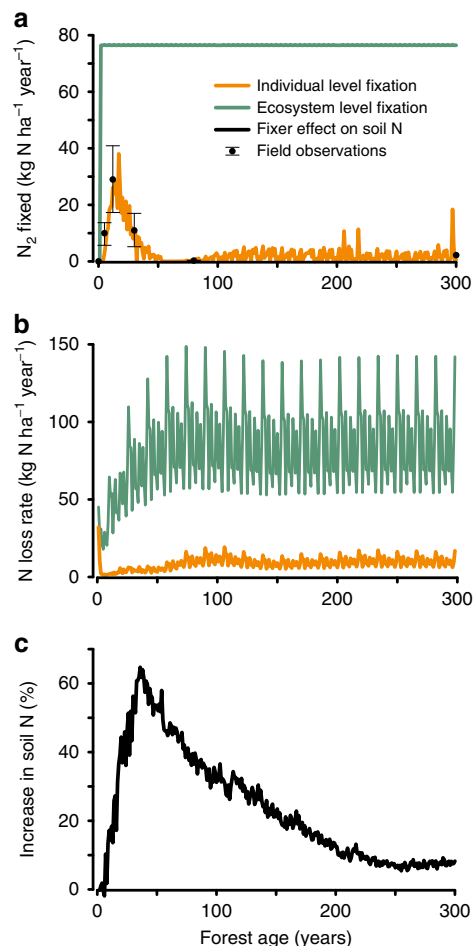 a
N₂ fixed (kg N ha⁻¹ year⁻¹)
80
60
40
20
0
Individual level fixation
Ecosystem level fixation
Fixer effect on soil N
Field observations
0
100
200
300
b
N loss rate (kg N ha⁻¹ year⁻¹)
150
100
50
0
0
100
200
300
c
Increase in soil N (%)
60
40
20
0
0
100
200
300
Forest age (years)